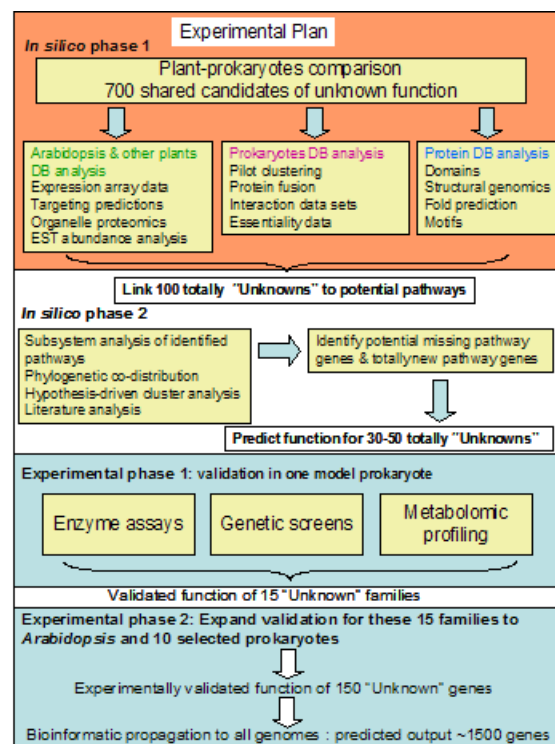 Experimental Plan
In silico phase 1
Plant-prokaryotes comparison
700 shared candidates of unknown function
Arabidopsis & other plants
DB analysis
Expression array data
Targeting predictions
Organelle proteomics
EST abundance analysis
Prokaryotes DB analysis
Pilot clustering
Protein fusion
Interaction data sets
Essentiality data
Protein DB analysis
Domains
Structural genomics
Fold prediction
Motifs
Link 100 totally "Unknowns" to potential pathways
In silico phase 2
Subsystem analysis of identified
pathways
Phylogenetic co-distribution
Hypothesis-driven cluster analysis
Literature analysis
Identify potential missing pathway
genes & totally new pathway genes
Predict function for 30-50 totally "Unknowns"
Experimental phase 1: validation in one model prokaryote
Enzyme assays
Genetic screens
Metabolomic
profiling
Validated function of 15 "Unknown" families
Experimental phase 2: Expand validation for these 15 families to
Arabidopsis and 10 selected prokaryotes
Experimentally validated function of 150 "Unknown" genes
Bioinformatic propagation to all genomes : predicted output ~1500 genes